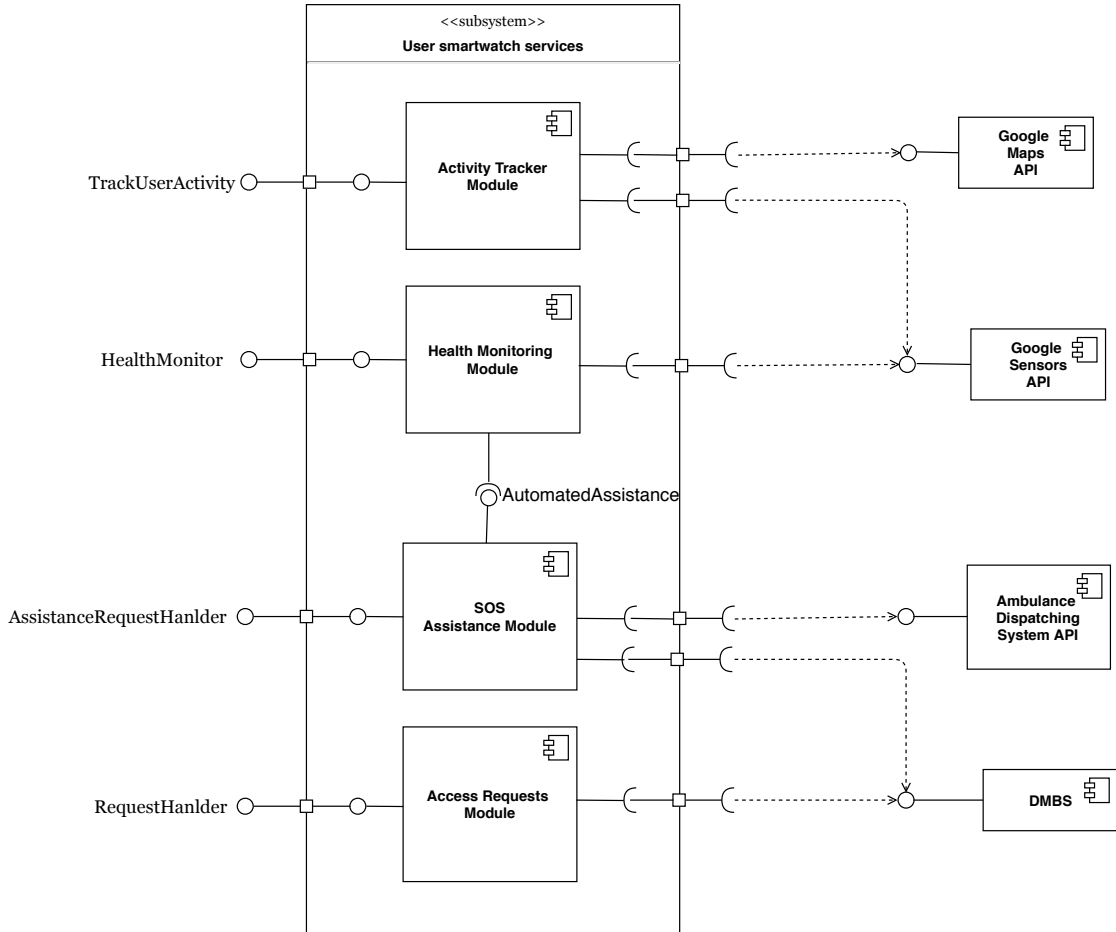 <<subsystem>>
User smartwatch services
Activity Tracker
Module
Google
Maps
API
TrackUserActivity
Health Monitoring
Module
HealthMonitor
Google
Sensors
API
AutomatedAssistance
SOS
Assistance Module
AssistanceRequestHanlder
Ambulance
Dispatching
System API
Access Requests
Module
RequestHanlder
DMBS